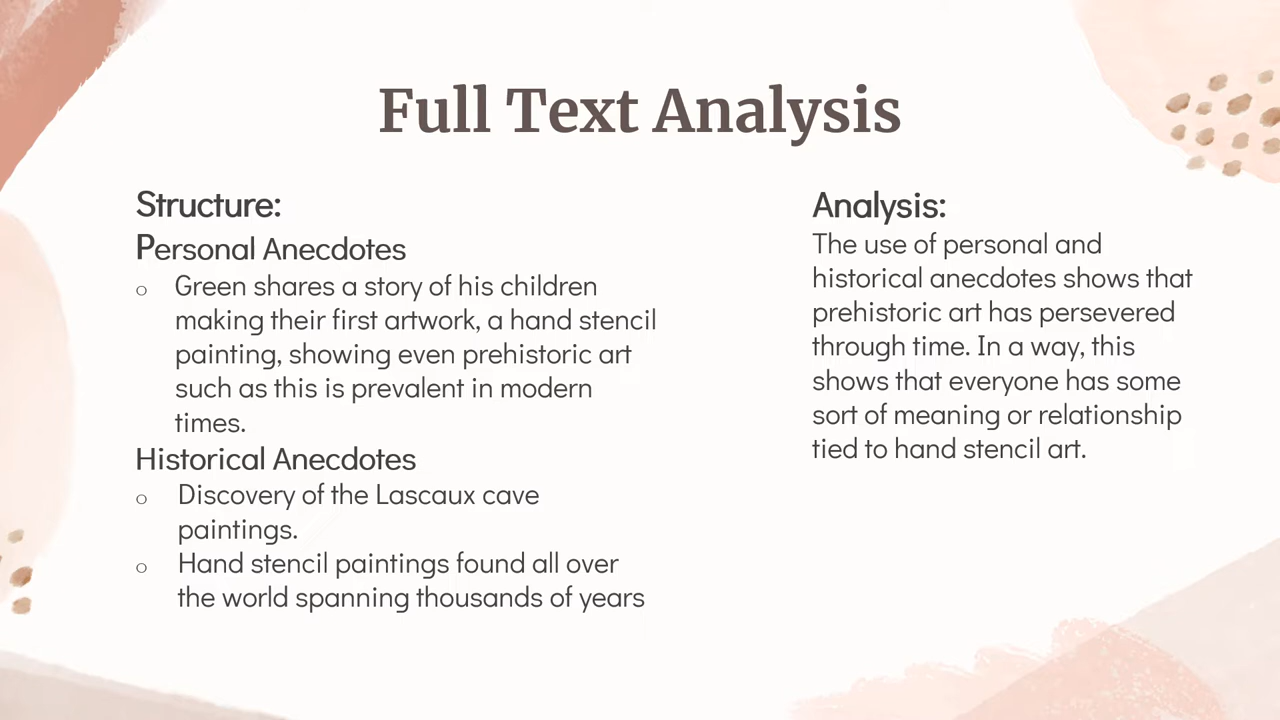 Full Text Analysis
Structure:
Personal Anecdotes
o Green shares a story of his children
making their first artwork, a hand stencil
painting, showing even prehistoric art
such as this is prevalent in modern
times.
Historical Anecdotes
o Discovery of the Lascaux cave
paintings.
o Hand stencil paintings found all over
the world spanning thousands of years
Analysis:
The use of personal and
historical anecdotes shows that
prehistoric art has persevered
through time. In a way, this
shows that everyone has some
sort of meaning or relationship
tied to hand stencil art.